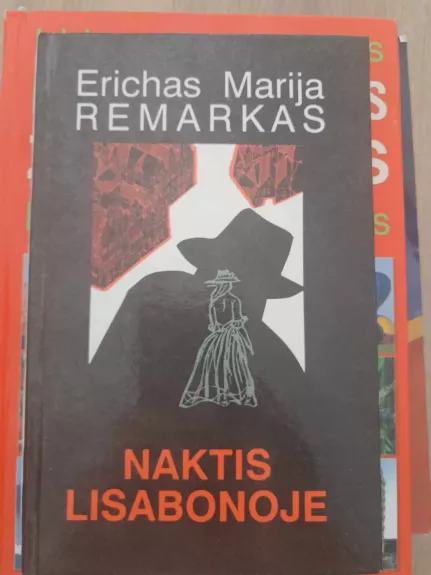 Erichas Marija
REMARKAS
NAKTIS
LISABONOJE